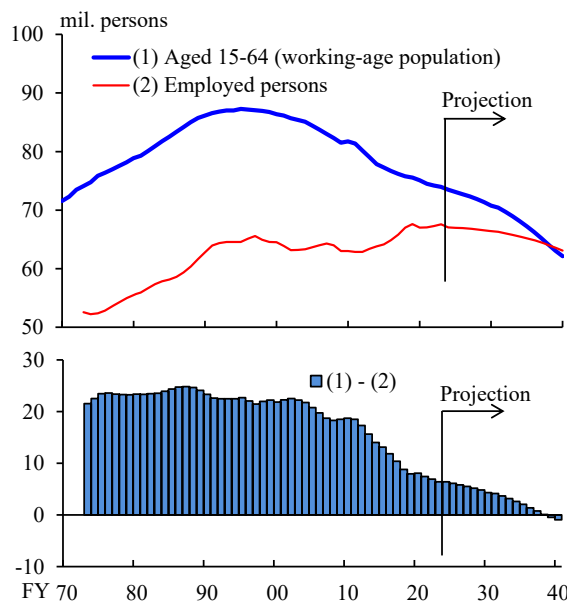 mil. persons
100
90
80
70
60
50
(1) Aged 15-64 (working-age population)
(2) Employed persons
Projection
30
20
10
0
-10
(1) - (2)
Projection
FY 70 80 90 00 10 20 30 40